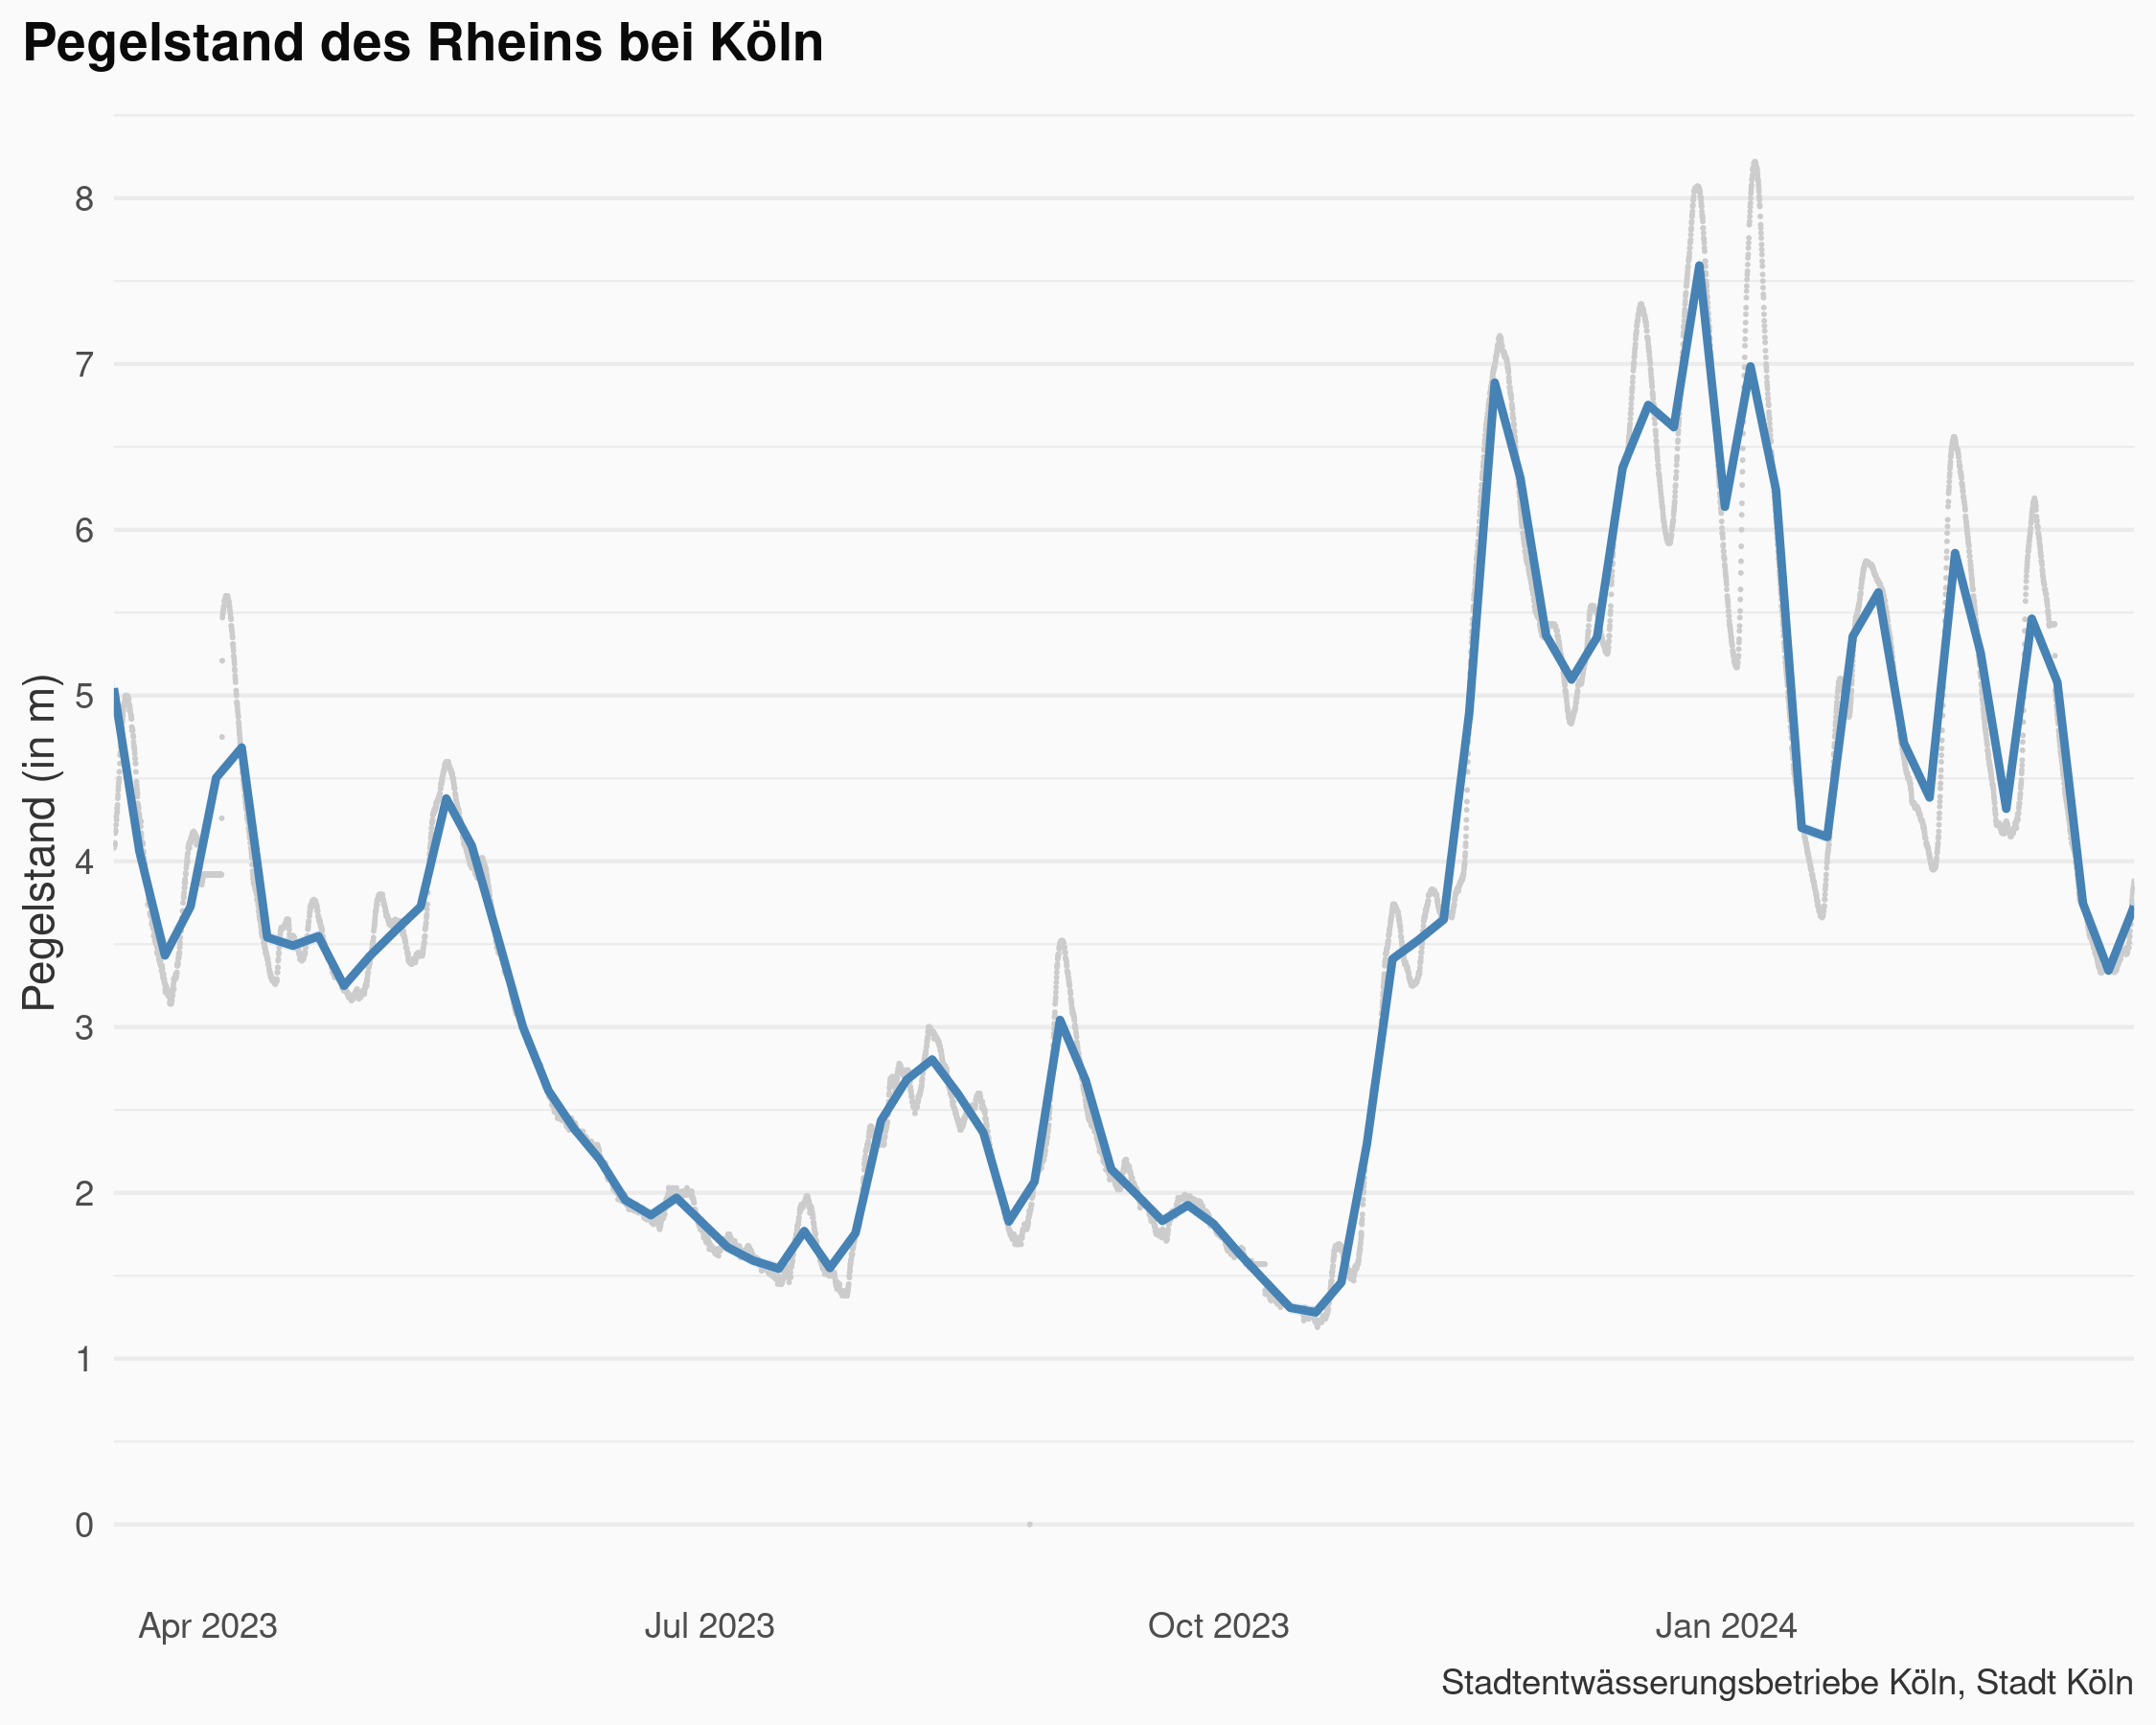 Pegelstand des Rheins bei Köln
Pegelstand (in m)
8
7
6
5
4
3
2
1
0
Apr 2023
Jul 2023
Oct 2023
Jan 2024
Stadtentwässerungsbetriebe Köln, Stadt Köln